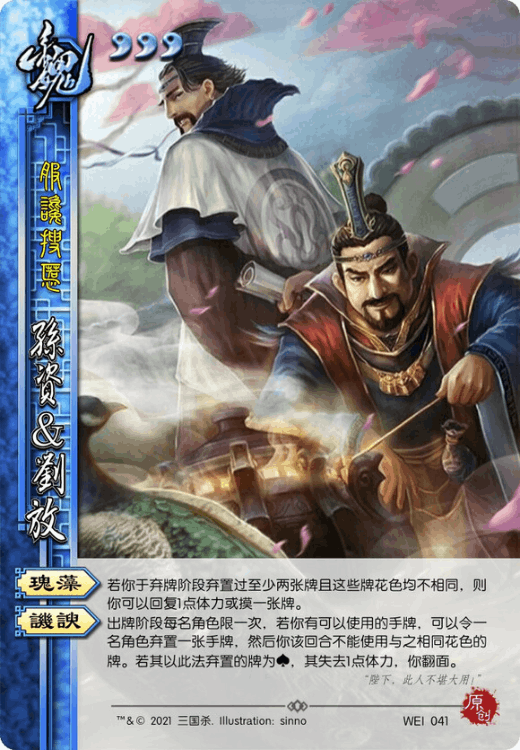 魏
服讒搜慝
孫資&劉放
瑰藻
若你于弃牌阶段弃置过至少两张牌且这些牌花色均不相同，则
你可以回复1点体力或摸一张牌。
譏諛
出牌阶段每名角色限一次，若你有可以使用的手牌，可以令一
名角色弃置一张手牌，然后你该回合不能使用与之相同花色的
牌。若其以此法弃置的牌为♠，其失去1点体力，你翻面。
“陛下，此人不堪大用！”
原创
™&© 2021 三国杀. Illustration: sinno
WEI 041